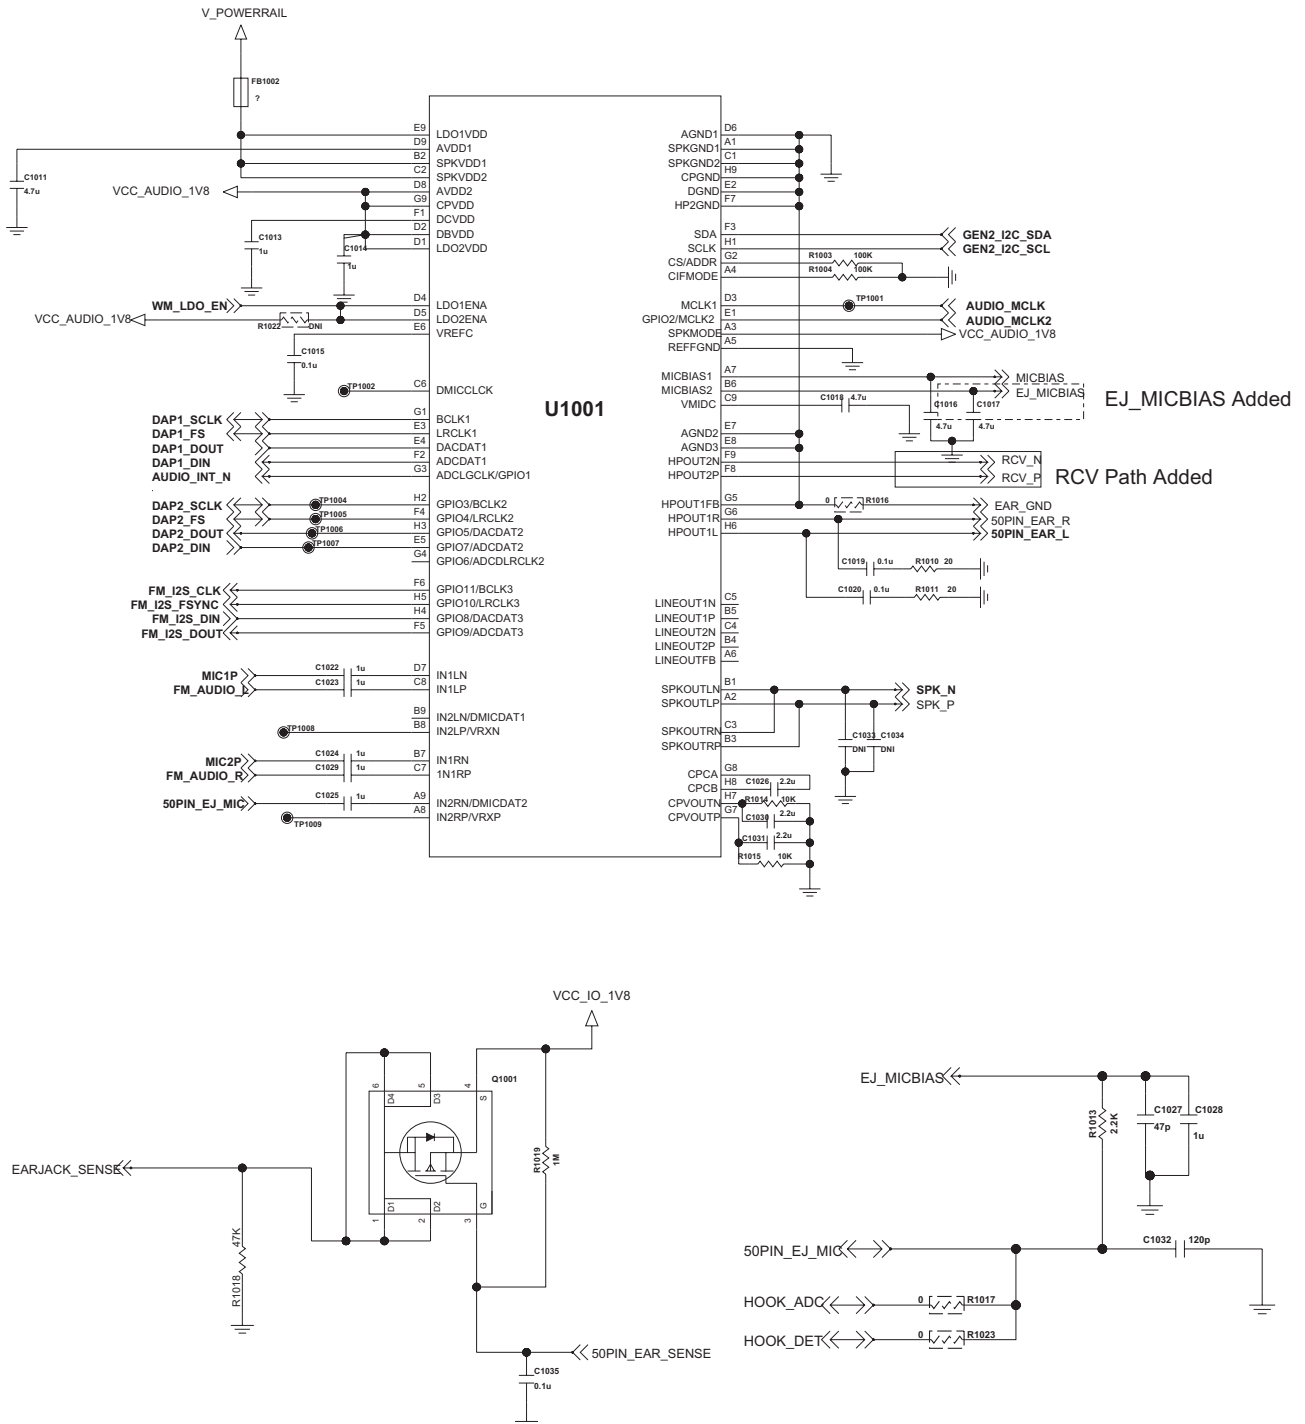 V_POWERRAIL
FB1002
?
U1001
E9 LDO1VDD
D9 AVDD1
B2 SPKVDD1
C2 SPKVDD2
D8 AVDD2
G9 CPVDD
F1 DCVDD
D2 DBVDD
D1 LDO2VDD
C1011
4.7u
VCC_AUDIO_1V8
C1013
1u
C1014
1u
WM_LDO_EN
D4 LDO1ENA
VCC_AUDIO_1V8
R1022 DNI
D5 LDO2ENA
E6 VREFC
C1015
0.1u
TP1002
C6 DMICCLCK
DAP1_SCLK G1 BCLK1
DAP1_FS E3 LRCLK1
DAP1_DOUT E4 DACDAT1
DAP1_DIN F2 ADCDAT1
AUDIO_INT_N G3 ADCLGCLK/GPIO1
DAP2_SCLK TP1004 H2 GPIO3/BCLK2
DAP2_FS TP1005 F4 GPIO4/LRCLK2
DAP2_DOUT TP1006 H3 GPIO5/DACDAT2
DAP2_DIN TP1007 E5 GPIO7/ADCDAT2
G4 GPIO6/ADCDLRCLK2
FM_I2S_CLK F6 GPIO11/BCLK3
FM_I2S_FSYNC H5 GPIO10/LRCLK3
FM_I2S_DIN H4 GPIO8/DACDAT3
FM_I2S_DOUT F5 GPIO9/ADCDAT3
MIC1P C1022 1u D7 IN1LN
FM_AUDIO_L C1023 1u C8 IN1LP
B9 IN2LN/DMICDAT1
TP1008 B8 IN2LP/VRXN
MIC2P C1024 1u B7 IN1RN
FM_AUDIO_R C1029 1u C7 1N1RP
50PIN_EJ_MIC C1025 1u A9 IN2RN/DMICDAT2
TP1009 A8 IN2RP/VRXP
AGND1 D6
SPKGND1 A1
SPKGND2 C1
CPGND H9
DGND E2
HP2GND F7
SDA F3 GEN2_I2C_SDA
SCLK H1 GEN2_I2C_SCL
CS/ADDR G2 R1003 100K
CIFMODE A4 R1004 100K
MCLK1 D3 TP1001 AUDIO_MCLK
GPIO2/MCLK2 E1 AUDIO_MCLK2
SPKMODE A3 VCC_AUDIO_1V8
REFFGND A5
MICBIAS1 A7 MICBIAS
MICBIAS2 B6 EJ_MICBIAS
VMIDC C9 C1018 4.7u
C1016 C1017
4.7u 4.7u
EJ_MICBIAS Added
AGND2 E7
AGND3 E8
HPOUT2N F9 RCV_N
HPOUT2P F8 RCV_P
RCV Path Added
HPOUT1FB G5 0 R1016 EAR_GND
HPOUT1R G6 50PIN_EAR_R
HPOUT1L H6 50PIN_EAR_L
C1019 0.1u R1010 20
C1020 0.1u R1011 20
LINEOUT1N C5
LINEOUT1P B5
LINEOUT2N C4
LINEOUT2P B4
LINEOUTFB A6
SPKOUTLN B1 SPK_N
SPKOUTLP A2 SPK_P
SPKOUTRN C3
SPKOUTRP B3
C1033 C1034
DNI DNI
CPCA G8
CPCB H8 C1026 2.2u
CPVOUTN H7 R1014 10K
CPVOUTP G7 C1030 2.2u
C1031 2.2u
R1015 10K
VCC_IO_1V8
Q1001
6 5 4
D4 D3 S
R1019
1M
EARJACK_SENSE
D1 D2 G
1 2 3
R1018 47K
50PIN_EAR_SENSE
C1035
0.1u
EJ_MICBIAS
R1013
2.2K
C1027 C1028
47p 1u
50PIN_EJ_MIC C1032 120p
HOOK_ADC 0 R1017
HOOK_DET 0 R1023